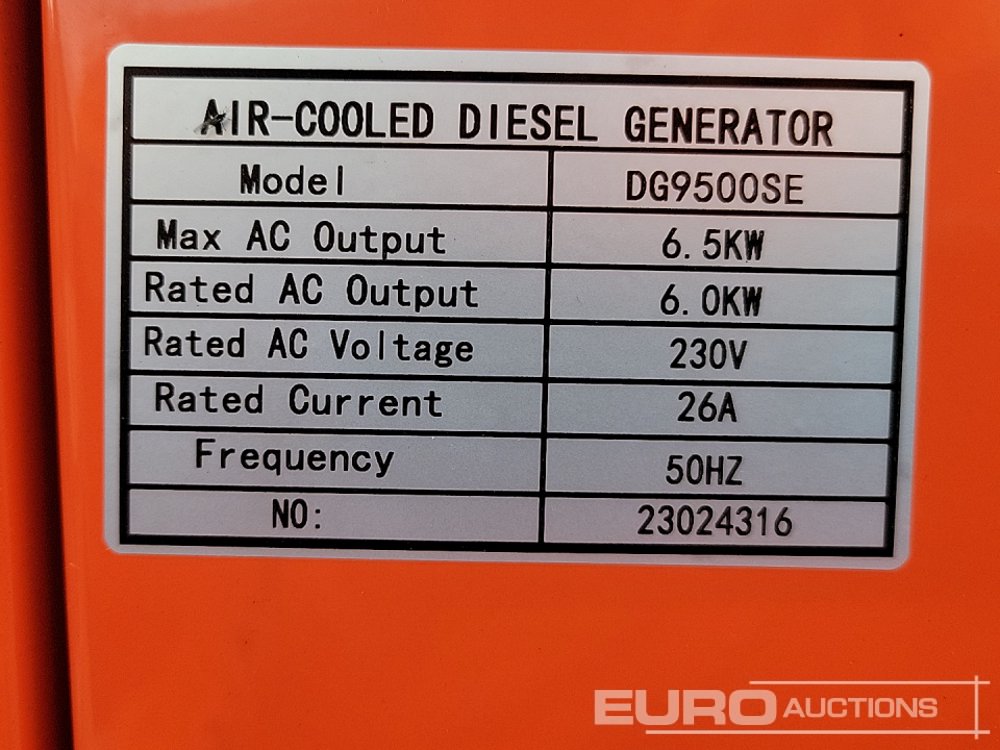 AIR-COOLED DIESEL GENERATOR
Model DG9500SE
Max AC Output 6.5KW
Rated AC Output 6.0KW
Rated AC Voltage 230V
Rated Current 26A
Frequency 50HZ
NO: 23024316
EURO AUCTIONS